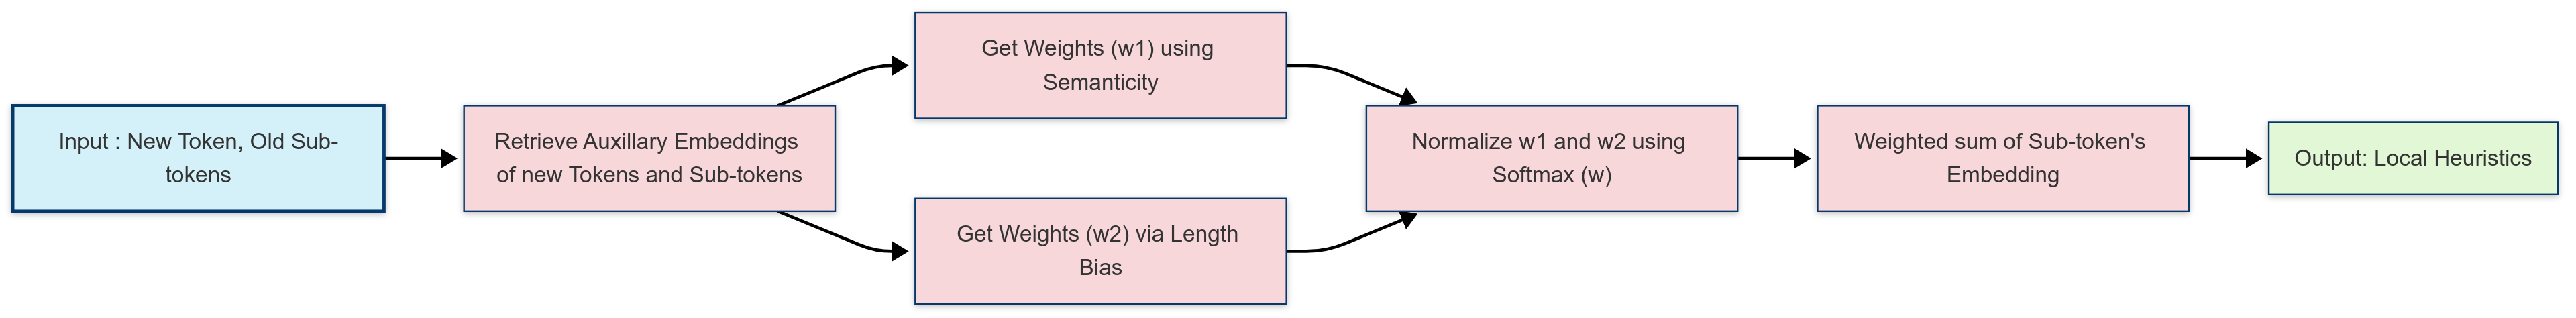 Input : New Token, Old Sub-
tokens
Retrieve Auxillary Embeddings
of new Tokens and Sub-tokens
Get Weights (w1) using
Semanticity
Get Weights (w2) via Length
Bias
Normalize w1 and w2 using
Softmax (w)
Weighted sum of Sub-token's
Embedding
Output: Local Heuristics